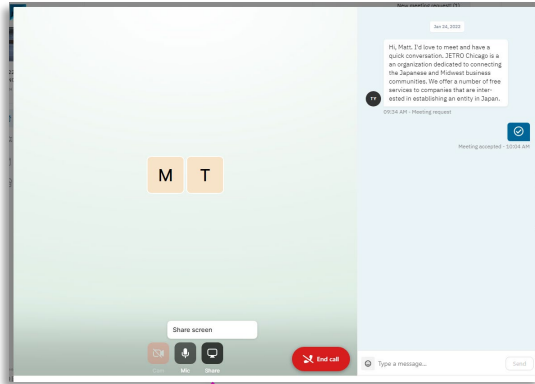 New meeting request! (1)
Jan 14, 2025
Hi, Matt. I'd love to meet and have a
quick conversation. JETRO Chicago is a
an organization dedicated to connecting
the Japanese and Midwest business
communities. We offer a number of free
services to companies that are inter-
ested in establishing an entity in Japan.
09:34 AM - Meeting request
Meeting accepted - 10:04 AM
M T
Share screen
Cam Mic Share
End call
Type a message...
Send